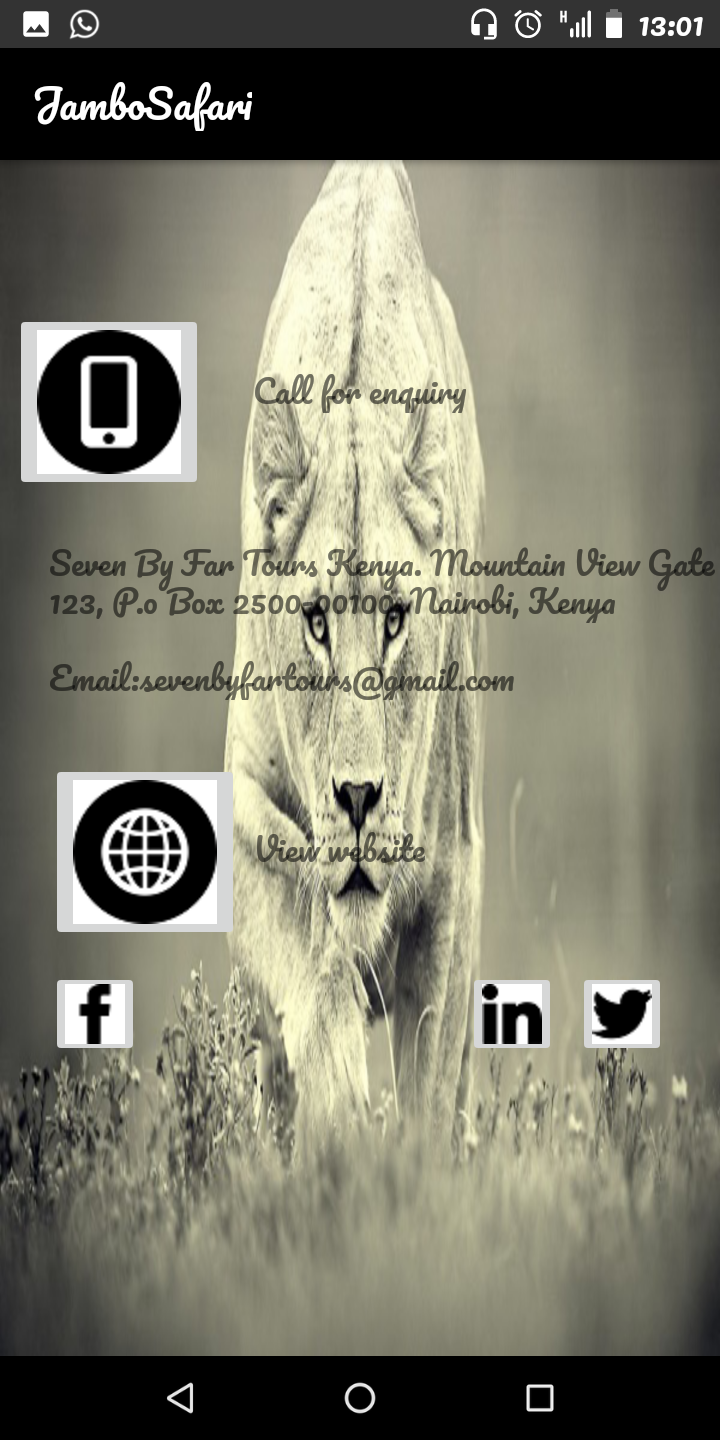 13:01
JamboSafari
Call for enquiry
Seven By Far Tours Kenya. Mountain View Gate
123, P.o Box 2500-00100, Nairobi, Kenya
Email:sevenbyfartours@gmail.com
View website
f
in